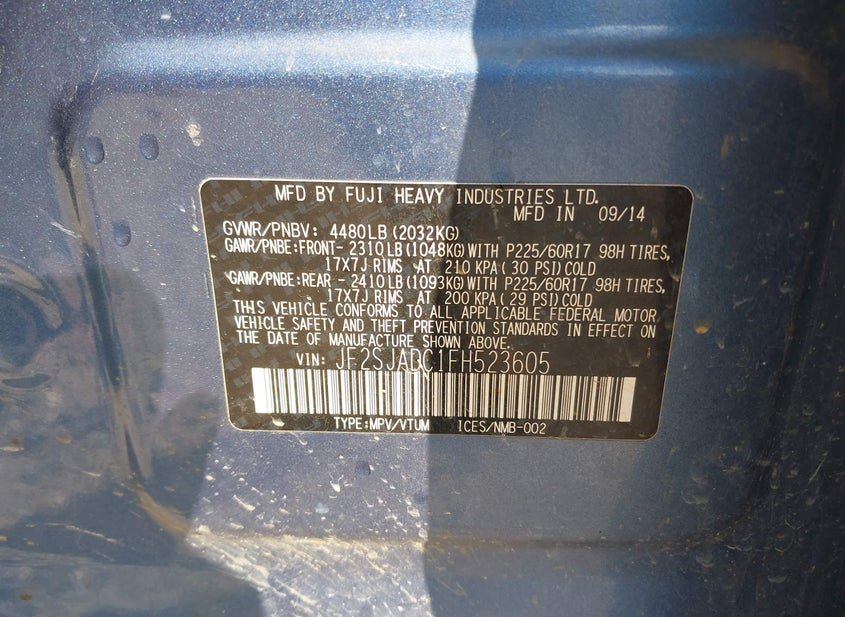 MFD BY FUJI HEAVY INDUSTRIES LTD.
MFD IN 09/14
GVWR/PNBV: 4480LB(2032KG)
GAWR/PNBE:FRONT- 2310LB(1048KG)WITH P225/60R17 98H TIRES,
17X7J RIMS AT 210 KPA( 30 PSI)COLD
GAWR/PNBE:REAR - 2410LB(1093KG)WITH P225/60R17 98H TIRES,
17X7J RIMS AT 200 KPA( 29 PSI)COLD
THIS VEHICLE CONFORMS TO ALL APPLICABLE FEDERAL MOTOR
VEHICLE SAFETY AND THEFT PREVENTION STANDARDS IN EFFECT ON
THE DATE OF MANUFACTURE SHOWN ABOVE.
VIN: JF2SJADC1FH523605
TYPE:MPV/VTUM ICES/NMB-002